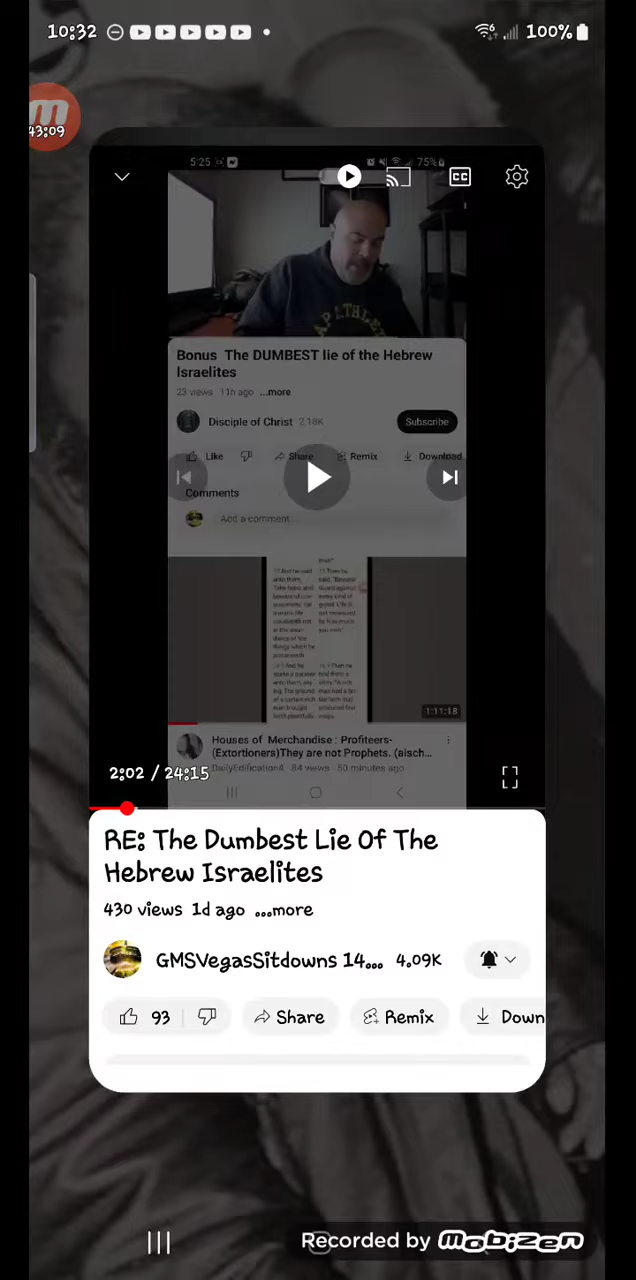 10:32
100%
m
43:09
5:25
75%
CC
AP ATHLE
Bonus The DUMBEST lie of the Hebrew
Israelites
23 views 11h ago ...more
Disciple of Christ 2.18K
Subscribe
Like
Share
Remix
Download
Comments
Add a comment...
1:11:18
Houses of Merchandise : Profiteers-
(Extortioners)They are not Prophets. (aisch...
DailyEdification4 · 84 views · 50 minutes ago
2:02 / 24:15
RE: The Dumbest Lie Of The
Hebrew Israelites
430 views 1d ago ...more
GMSVegasSitdowns 14... 4.09K
93
Share
Remix
Down
Recorded by mobizen